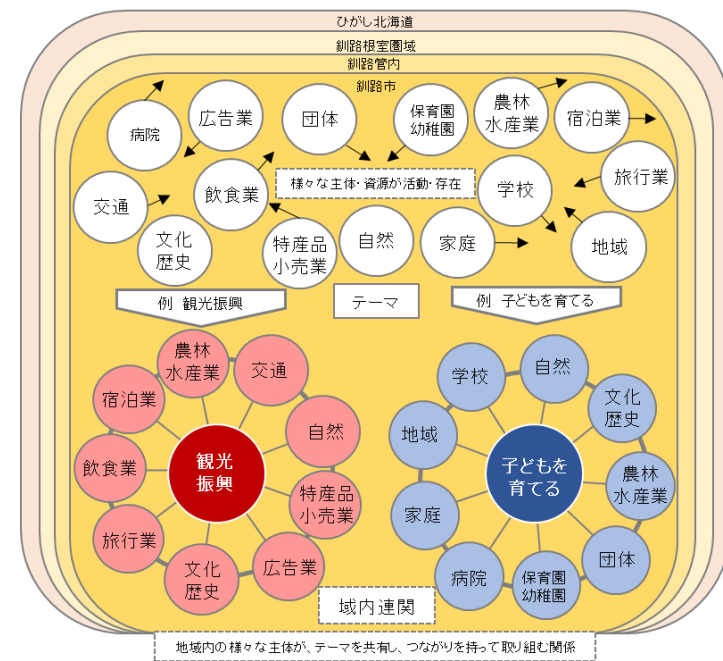 ひがし北海道
釧路根室圏域
釧路管内
釧路市
病院
広告業
団体
保育園
幼稚園
農林
水産業
宿泊業
様々な主体・資源が活動・存在
交通
飲食業
学校
旅行業
文化
歴史
特産品
小売業
自然
家庭
地域
例 観光振興
テーマ
例 子どもを育てる
農林
水産業
交通
宿泊業
自然
飲食業
観光
振興
特産品
小売業
旅行業
文化
歴史
広告業
学校
自然
文化
歴史
地域
子どもを
育てる
農林
水産業
家庭
団体
病院
保育園
幼稚園
域内連関
地域内の様々な主体が、テーマを共有し、つながりを持って取り組む関係